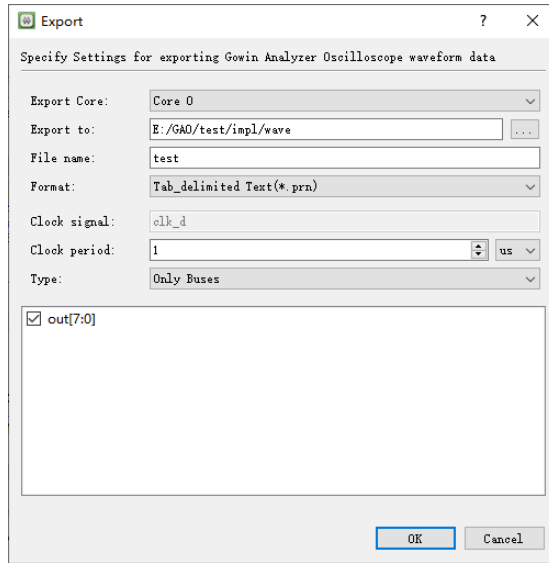 Export
Specify Settings for exporting Gowin Analyzer Oscilloscope waveform data
Export Core: Core 0
Export to: E:/GAO/test/impl/wave ...
File name: test
Format: Tab_delimited Text(*.prn)
Clock signal: clk_d
Clock period: 1 us
Type: Only Buses
out[7:0]
OK Cancel